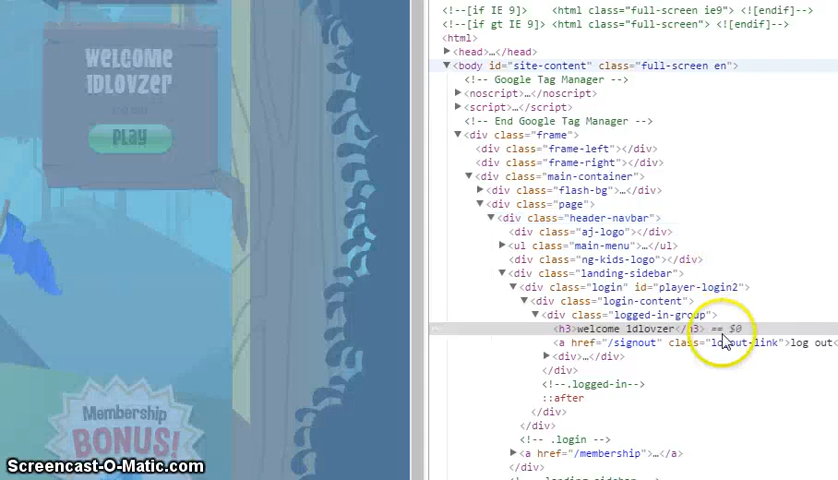 WELCOME
1DLOVZER
PLAY
Membership
BONUS!
Screencast-O-Matic.com
<!--[if IE 9]>    <html class="full-screen ie9"> <![endif]-->
<!--[if gt IE 9]> <html class="full-screen"> <![endif]-->
<html>
<head>…</head>
<body id="site-content" class="full-screen en">
<!-- Google Tag Manager -->
<noscript>…</noscript>
<script>…</script>
<!-- End Google Tag Manager -->
<div class="frame">
<div class="frame-left"></div>
<div class="frame-right"></div>
<div class="main-container">
<div class="flash-bg">…</div>
<div class="page">
<div class="header-navbar">
<div class="aj-logo"></div>
<ul class="main-menu">…</ul>
<div class="ng-kids-logo"></div>
<div class="landing-sidebar">
<div class="login" id="player-login2">
<div class="login-content">
<div class="logged-in-group">
<h3>welcome 1dlovzer</h3> == $0
<a href="/signout" class="logout-link">log out<
<div>…</div>
</div>
<!--.logged-in-->
::after
</div>
</div>
<!-- .login -->
<a href="/membership">…</a>
</div>